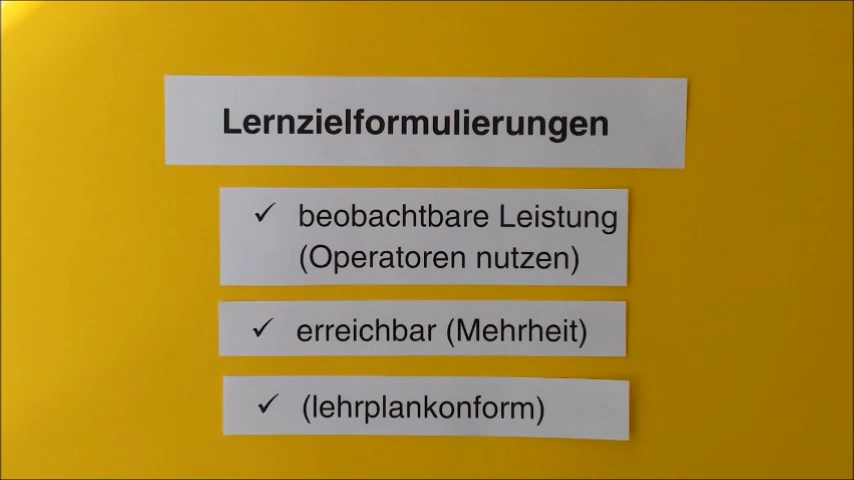 Lernzielformulierungen
✓ beobachtbare Leistung
(Operatoren nutzen)
✓ erreichbar (Mehrheit)
✓ (lehrplankonform)